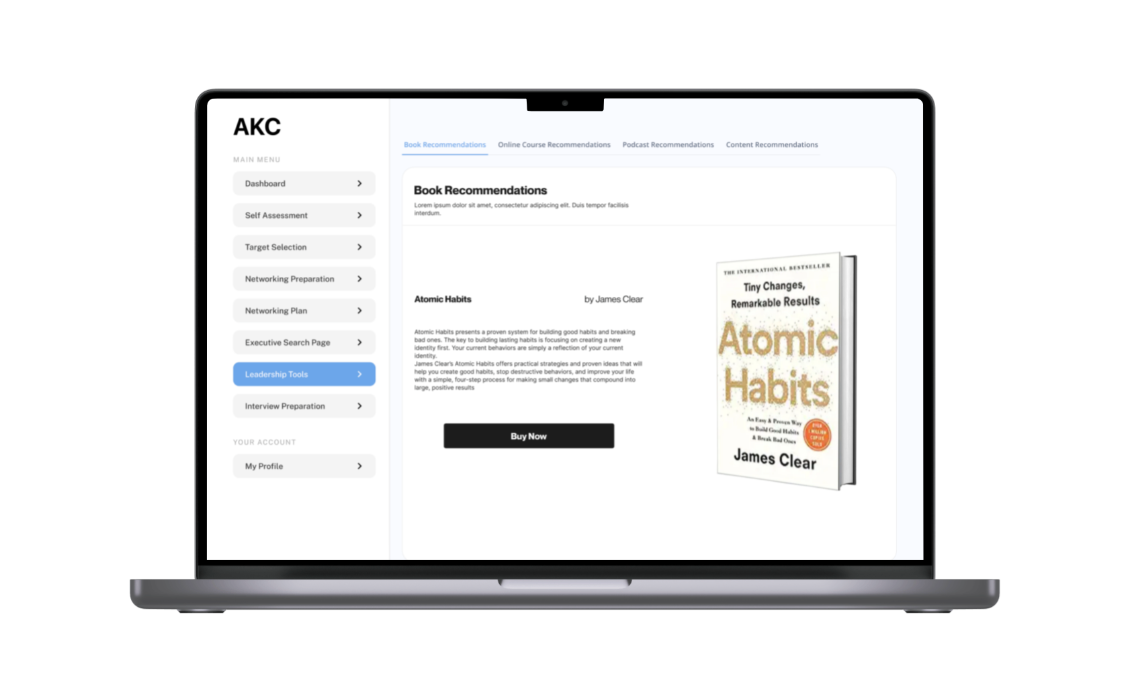 AKC
MAIN MENU
Dashboard
Self Assessment
Target Selection
Networking Preparation
Networking Plan
Executive Search Page
Leadership Tools
Interview Preparation
YOUR ACCOUNT
My Profile
Book Recommendations Online Course Recommendations Podcast Recommendations Content Recommendations
Book Recommendations
Lorem ipsum dolor sit amet, consectetur adipiscing elit. Duis tempor facilisis
interdum.
Atomic Habits by James Clear
Atomic Habits presents a proven system for building good habits and breaking
bad ones. The key to building lasting habits is focusing on creating a new
identity first. Your current behaviors are simply a reflection of your current
identity.
James Clear's Atomic Habits offers practical strategies and proven ideas that will
help you create good habits, stop destructive behaviors, and improve your life
with a simple, four-step process for making small changes that compound into
large, positive results
Buy Now
THE INTERNATIONAL BESTSELLER
Tiny Changes,
Remarkable Results
Atomic
Habits
An Easy & Proven Way
to Build Good Habits
& Break Bad Ones
OVER
1 MILLION
COPIES
SOLD
James Clear